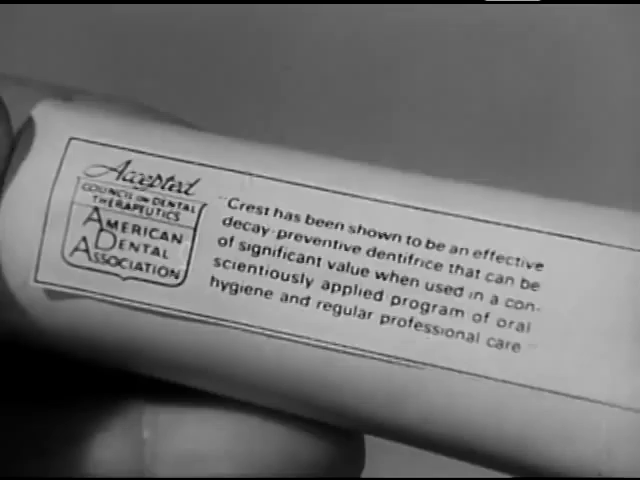 Accepted
COUNCIL ON DENTAL
THERAPEUTICS
AMERICAN
DENTAL
ASSOCIATION
"Crest has been shown to be an effective
decay-preventive dentifrice that can be
of significant value when used in a con-
scientiously applied program of oral
hygiene and regular professional care"